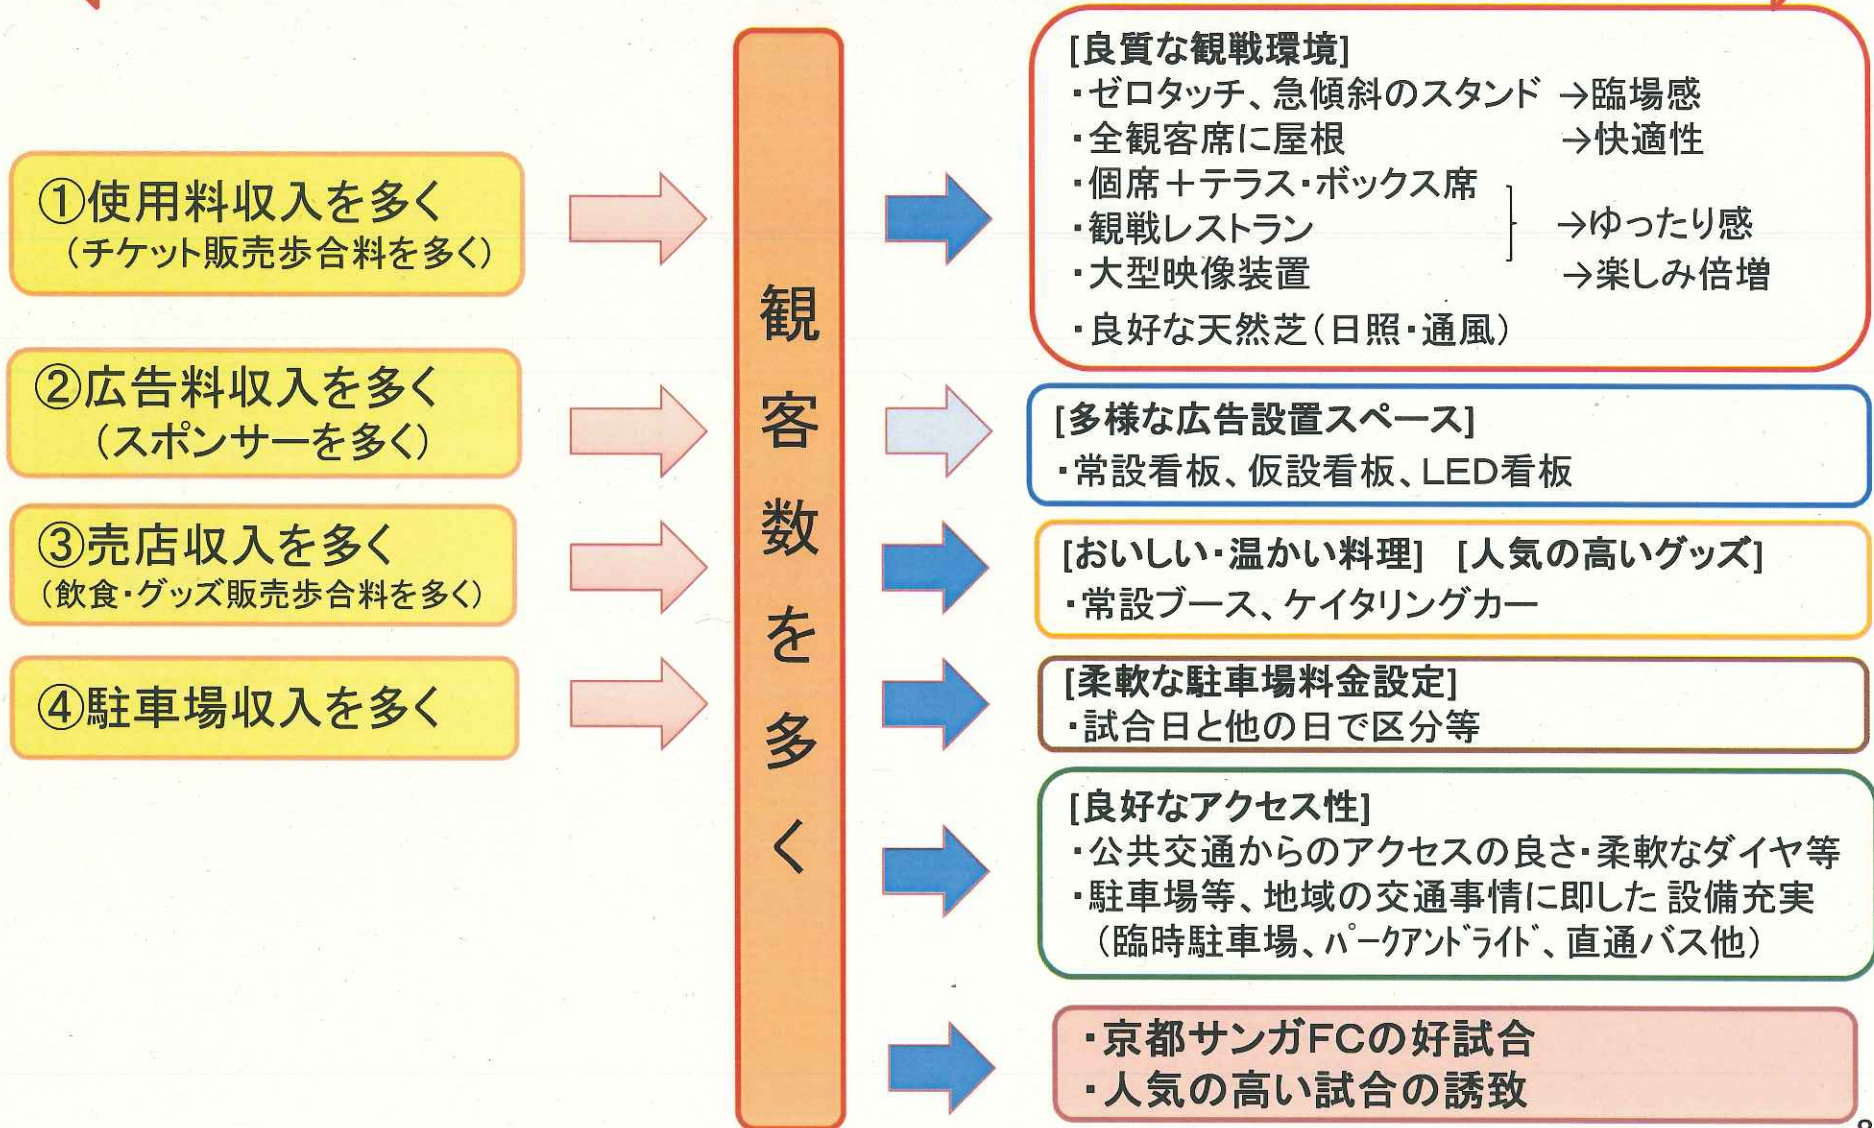 ①使用料収入を多く
(チケット販売歩合料を多く)
②広告料収入を多く
(スポンサーを多く)
③売店収入を多く
(飲食・グッズ販売歩合料を多く)
④駐車場収入を多く
観客数を多く
[良質な観戦環境]
・ゼロタッチ、急傾斜のスタンド →臨場感
・全観客席に屋根 →快適性
・個席+テラス・ボックス席
・観戦レストラン →ゆったり感
・大型映像装置 →楽しみ倍増
・良好な天然芝(日照・通風)
[多様な広告設置スペース]
・常設看板、仮設看板、LED看板
[おいしい・温かい料理] [人気の高いグッズ]
・常設ブース、ケイタリングカー
[柔軟な駐車場料金設定]
・試合日と他の日で区分等
[良好なアクセス性]
・公共交通からのアクセスの良さ・柔軟なダイヤ等
・駐車場等、地域の交通事情に即した 設備充実
(臨時駐車場、パークアンドライド、直通バス他)
・京都サンガFCの好試合
・人気の高い試合の誘致